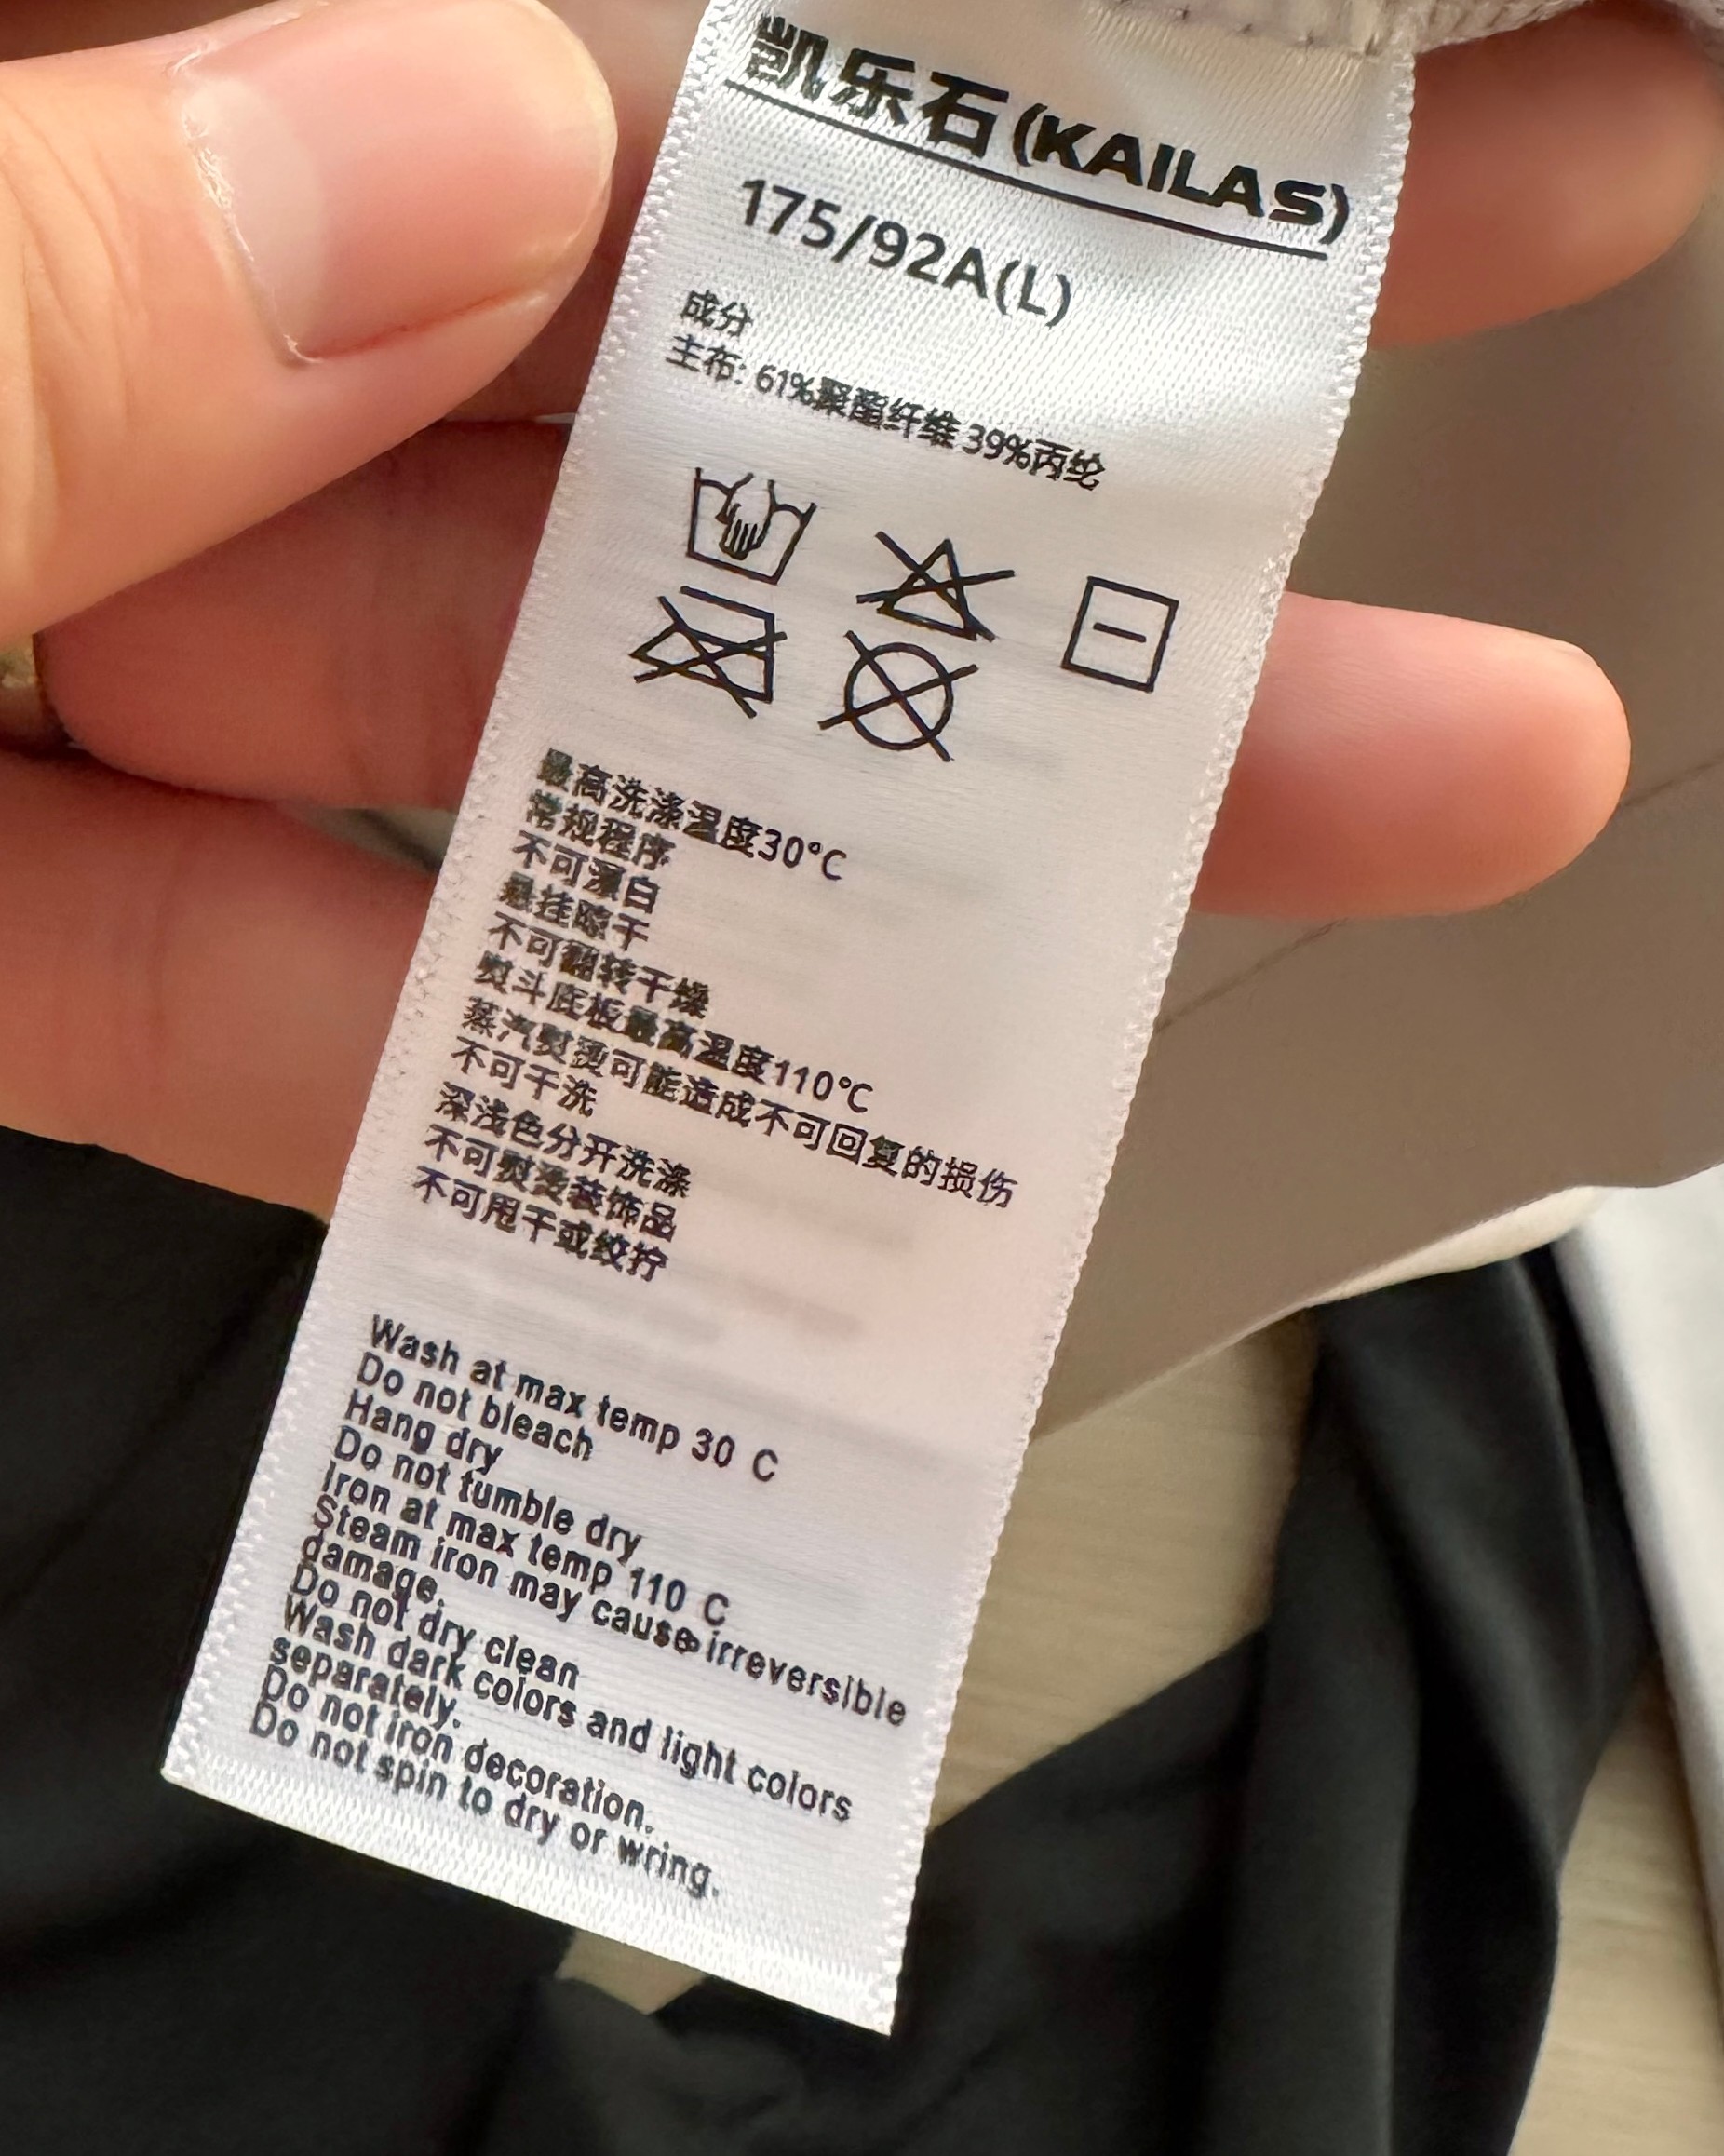 凯乐石(KAILAS)
175/92A(L)
成分
主布: 61%聚酯纤维 39%丙纶
最高洗涤温度30°C
常规程序
不可漂白
悬挂晾干
不可翻转干燥
熨斗底板最高温度110°C
蒸汽熨烫可能造成不可回复的损伤
不可干洗
深浅色分开洗涤
不可熨烫装饰品
不可甩干或绞拧
Wash at max temp 30 C
Do not bleach
Hang dry
Do not tumble dry
Iron at max temp 110 C
Steam iron may cause irreversible
damage.
Do not dry clean
Wash dark colors and light colors
separately.
Do not iron decoration.
Do not spin to dry or wring.